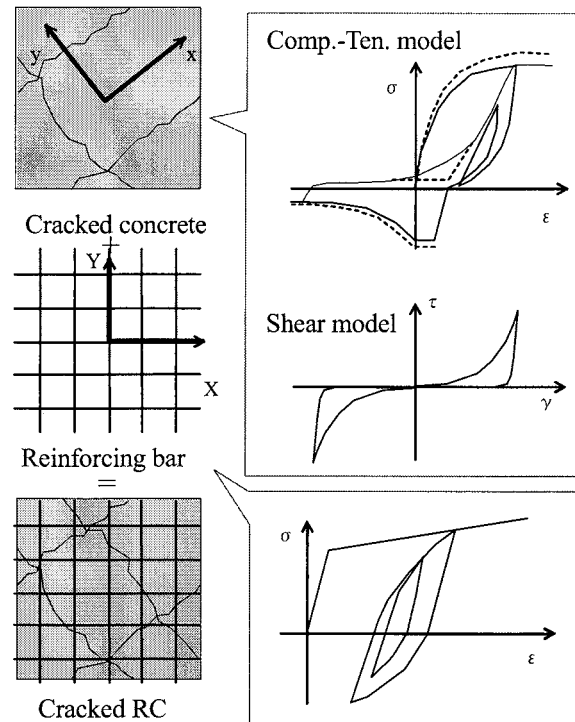 y
x
Comp.-Ten. model
σ
ε
Cracked concrete
+
Y
X
Shear model
τ
γ
Reinforcing bar
=
σ
ε
Cracked RC